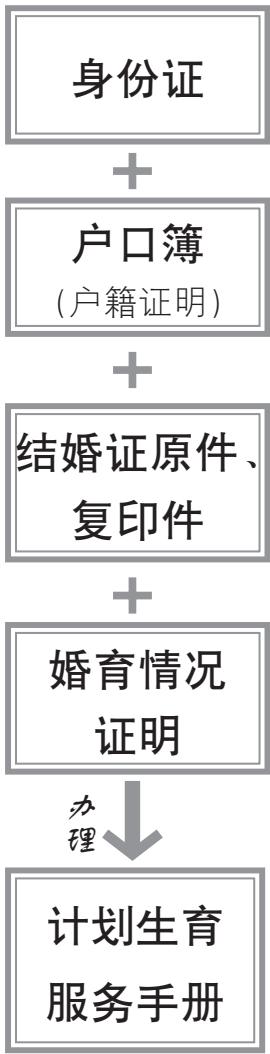 身份证
+
户口簿
(户籍证明)
+
结婚证原件、
复印件
+
婚育情况
证明
办
理
计划生育
服务手册